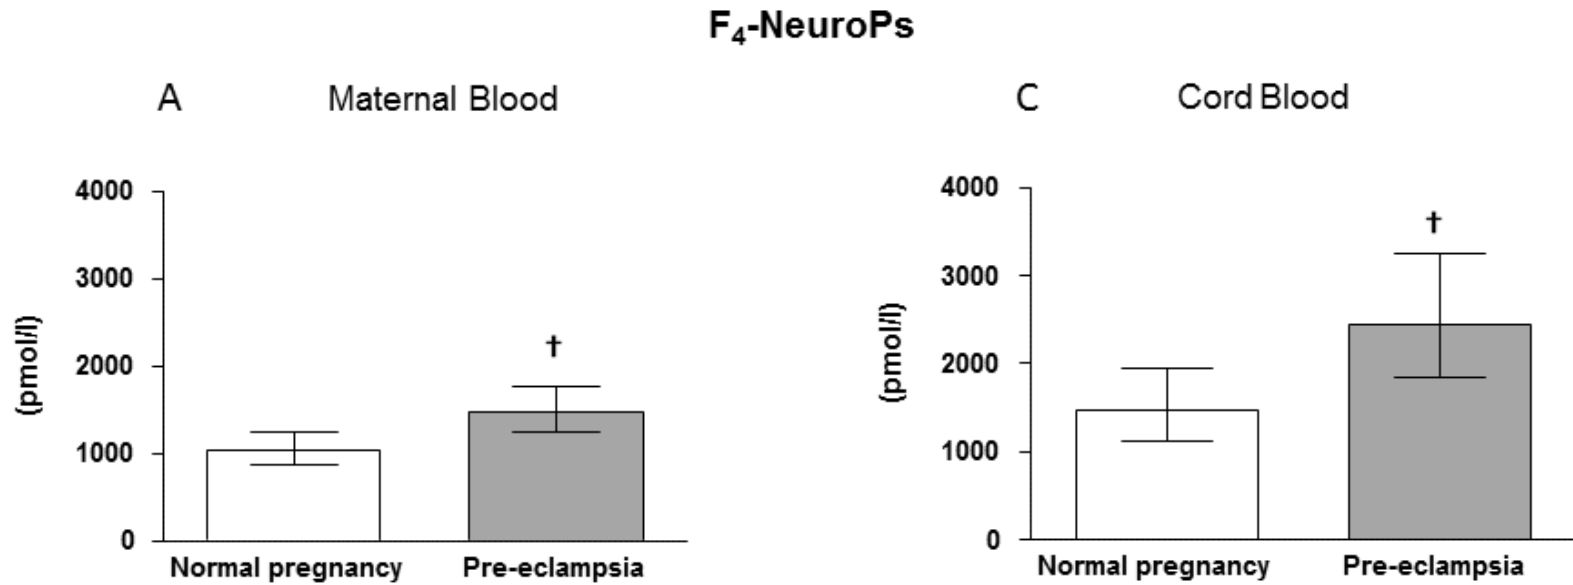 F₄-NeuroPs
A Maternal Blood
4000
3000
2000
1000
0
(pmol/l)
†
Normal pregnancy Pre-eclampsia
C Cord Blood
4000
3000
2000
1000
0
(pmol/l)
†
Normal pregnancy Pre-eclampsia